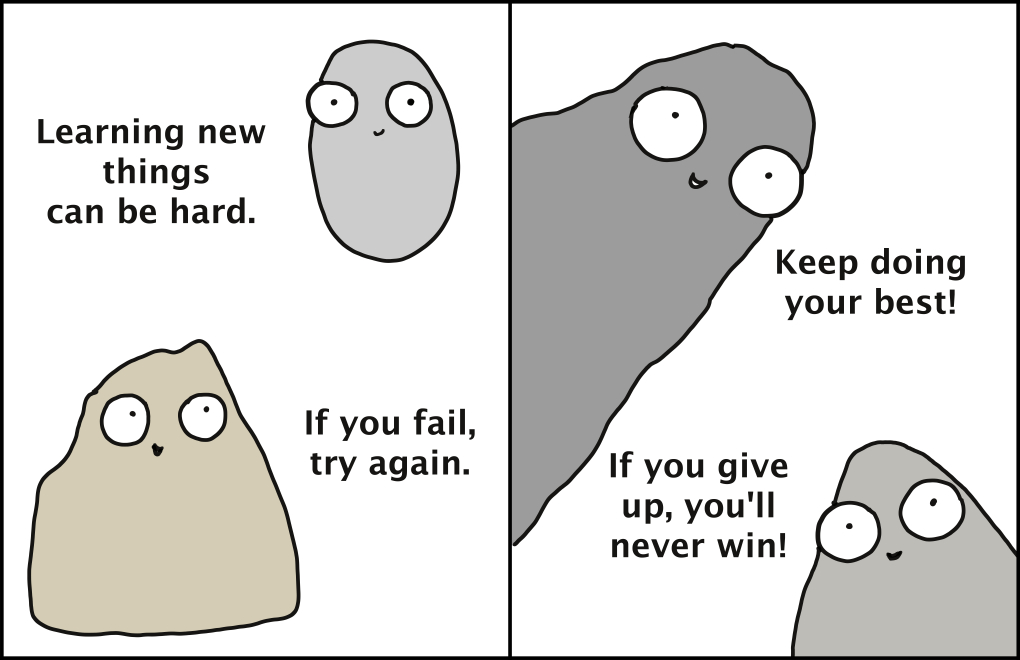 Learning new
things
can be hard.
If you fail,
try again.
Keep doing
your best!
If you give
up, you'll
never win!